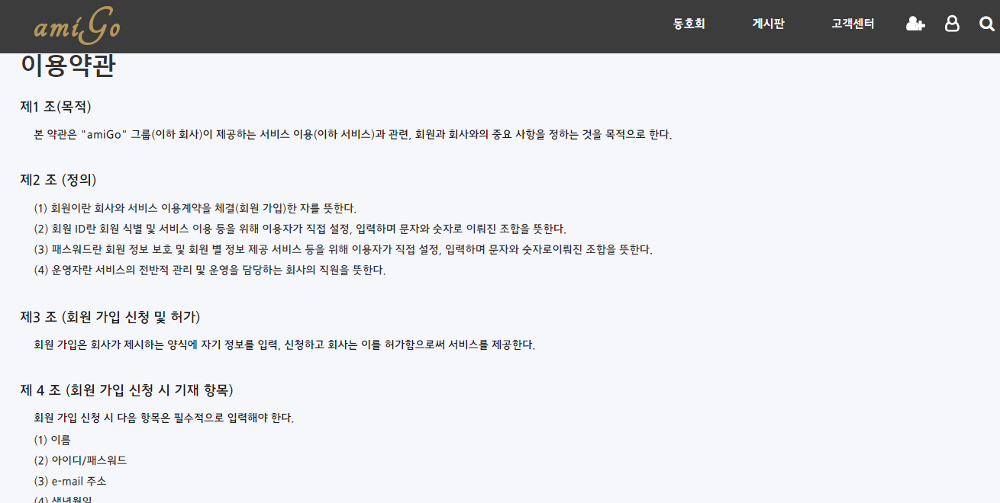 amiGo
동호회 게시판 고객센터
이용약관
제1 조(목적)
본 약관은 "amiGo" 그룹(이하 회사)이 제공하는 서비스 이용(이하 서비스)과 관련, 회원과 회사와의 중요 사항을 정하는 것을 목적으로 한다.
제2 조 (정의)
(1) 회원이란 회사와 서비스 이용계약을 체결(회원 가입)한 자를 뜻한다.
(2) 회원 ID란 회원 식별 및 서비스 이용 등을 위해 이용자가 직접 설정, 입력하며 문자와 숫자로 이뤄진 조합을 뜻한다.
(3) 패스워드란 회원 정보 보호 및 회원 별 정보 제공 서비스 등을 위해 이용자가 직접 설정, 입력하며 문자와 숫자로이뤄진 조합을 뜻한다.
(4) 운영자란 서비스의 전반적 관리 및 운영을 담당하는 회사의 직원을 뜻한다.
제3 조 (회원 가입 신청 및 허가)
회원 가입은 회사가 제시하는 양식에 자기 정보를 입력, 신청하고 회사는 이를 허가함으로써 서비스를 제공한다.
제 4 조 (회원 가입 신청 시 기재 항목)
회원 가입 신청 시 다음 항목은 필수적으로 입력해야 한다.
(1) 이름
(2) 아이디/패스워드
(3) e-mail 주소
(4) 생년월일